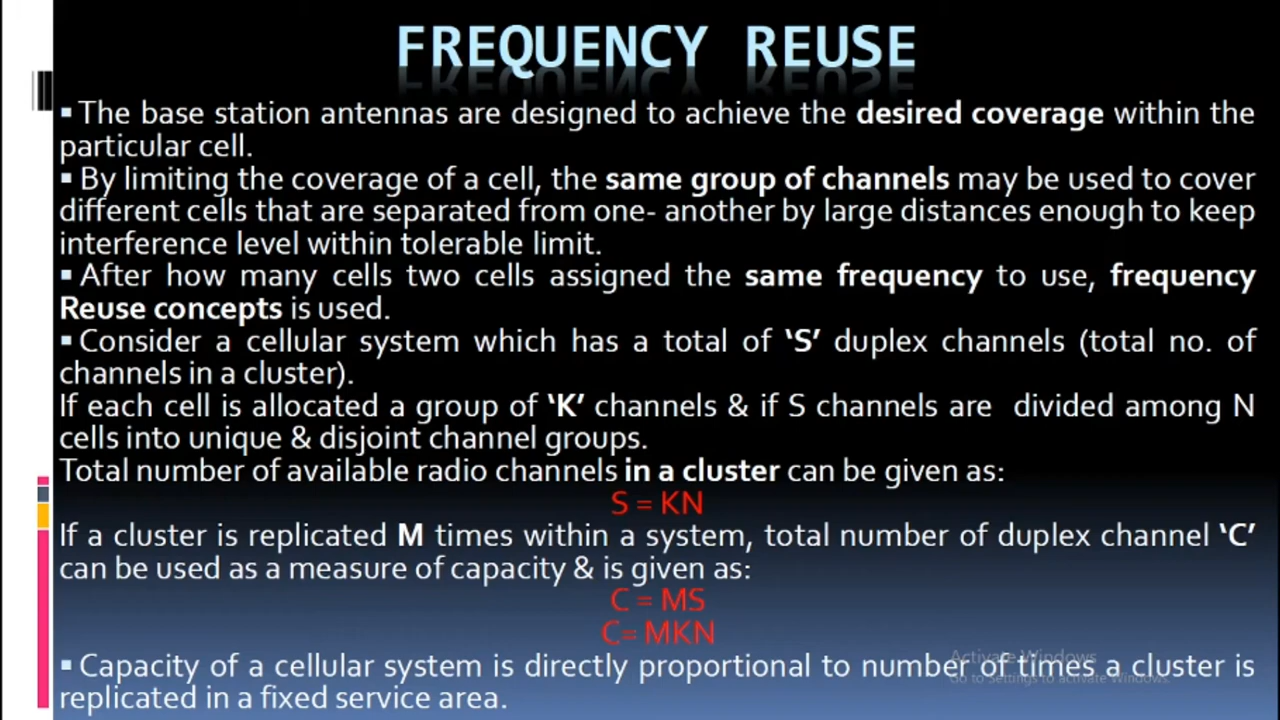 FREQUENCY REUSE
▪ The base station antennas are designed to achieve the desired coverage within the
particular cell.
▪ By limiting the coverage of a cell, the same group of channels may be used to cover
different cells that are separated from one- another by large distances enough to keep
interference level within tolerable limit.
▪ After how many cells two cells assigned the same frequency to use, frequency
Reuse concepts is used.
▪ Consider a cellular system which has a total of ‘S’ duplex channels (total no. of
channels in a cluster).
If each cell is allocated a group of ‘K’ channels & if S channels are divided among N
cells into unique & disjoint channel groups.
Total number of available radio channels in a cluster can be given as:
S = KN
If a cluster is replicated M times within a system, total number of duplex channel ‘C’
can be used as a measure of capacity & is given as:
C = MS
C= MKN
▪ Capacity of a cellular system is directly proportional to number of times a cluster is
replicated in a fixed service area.
Activate Windows
Go to Settings to activate Windows.